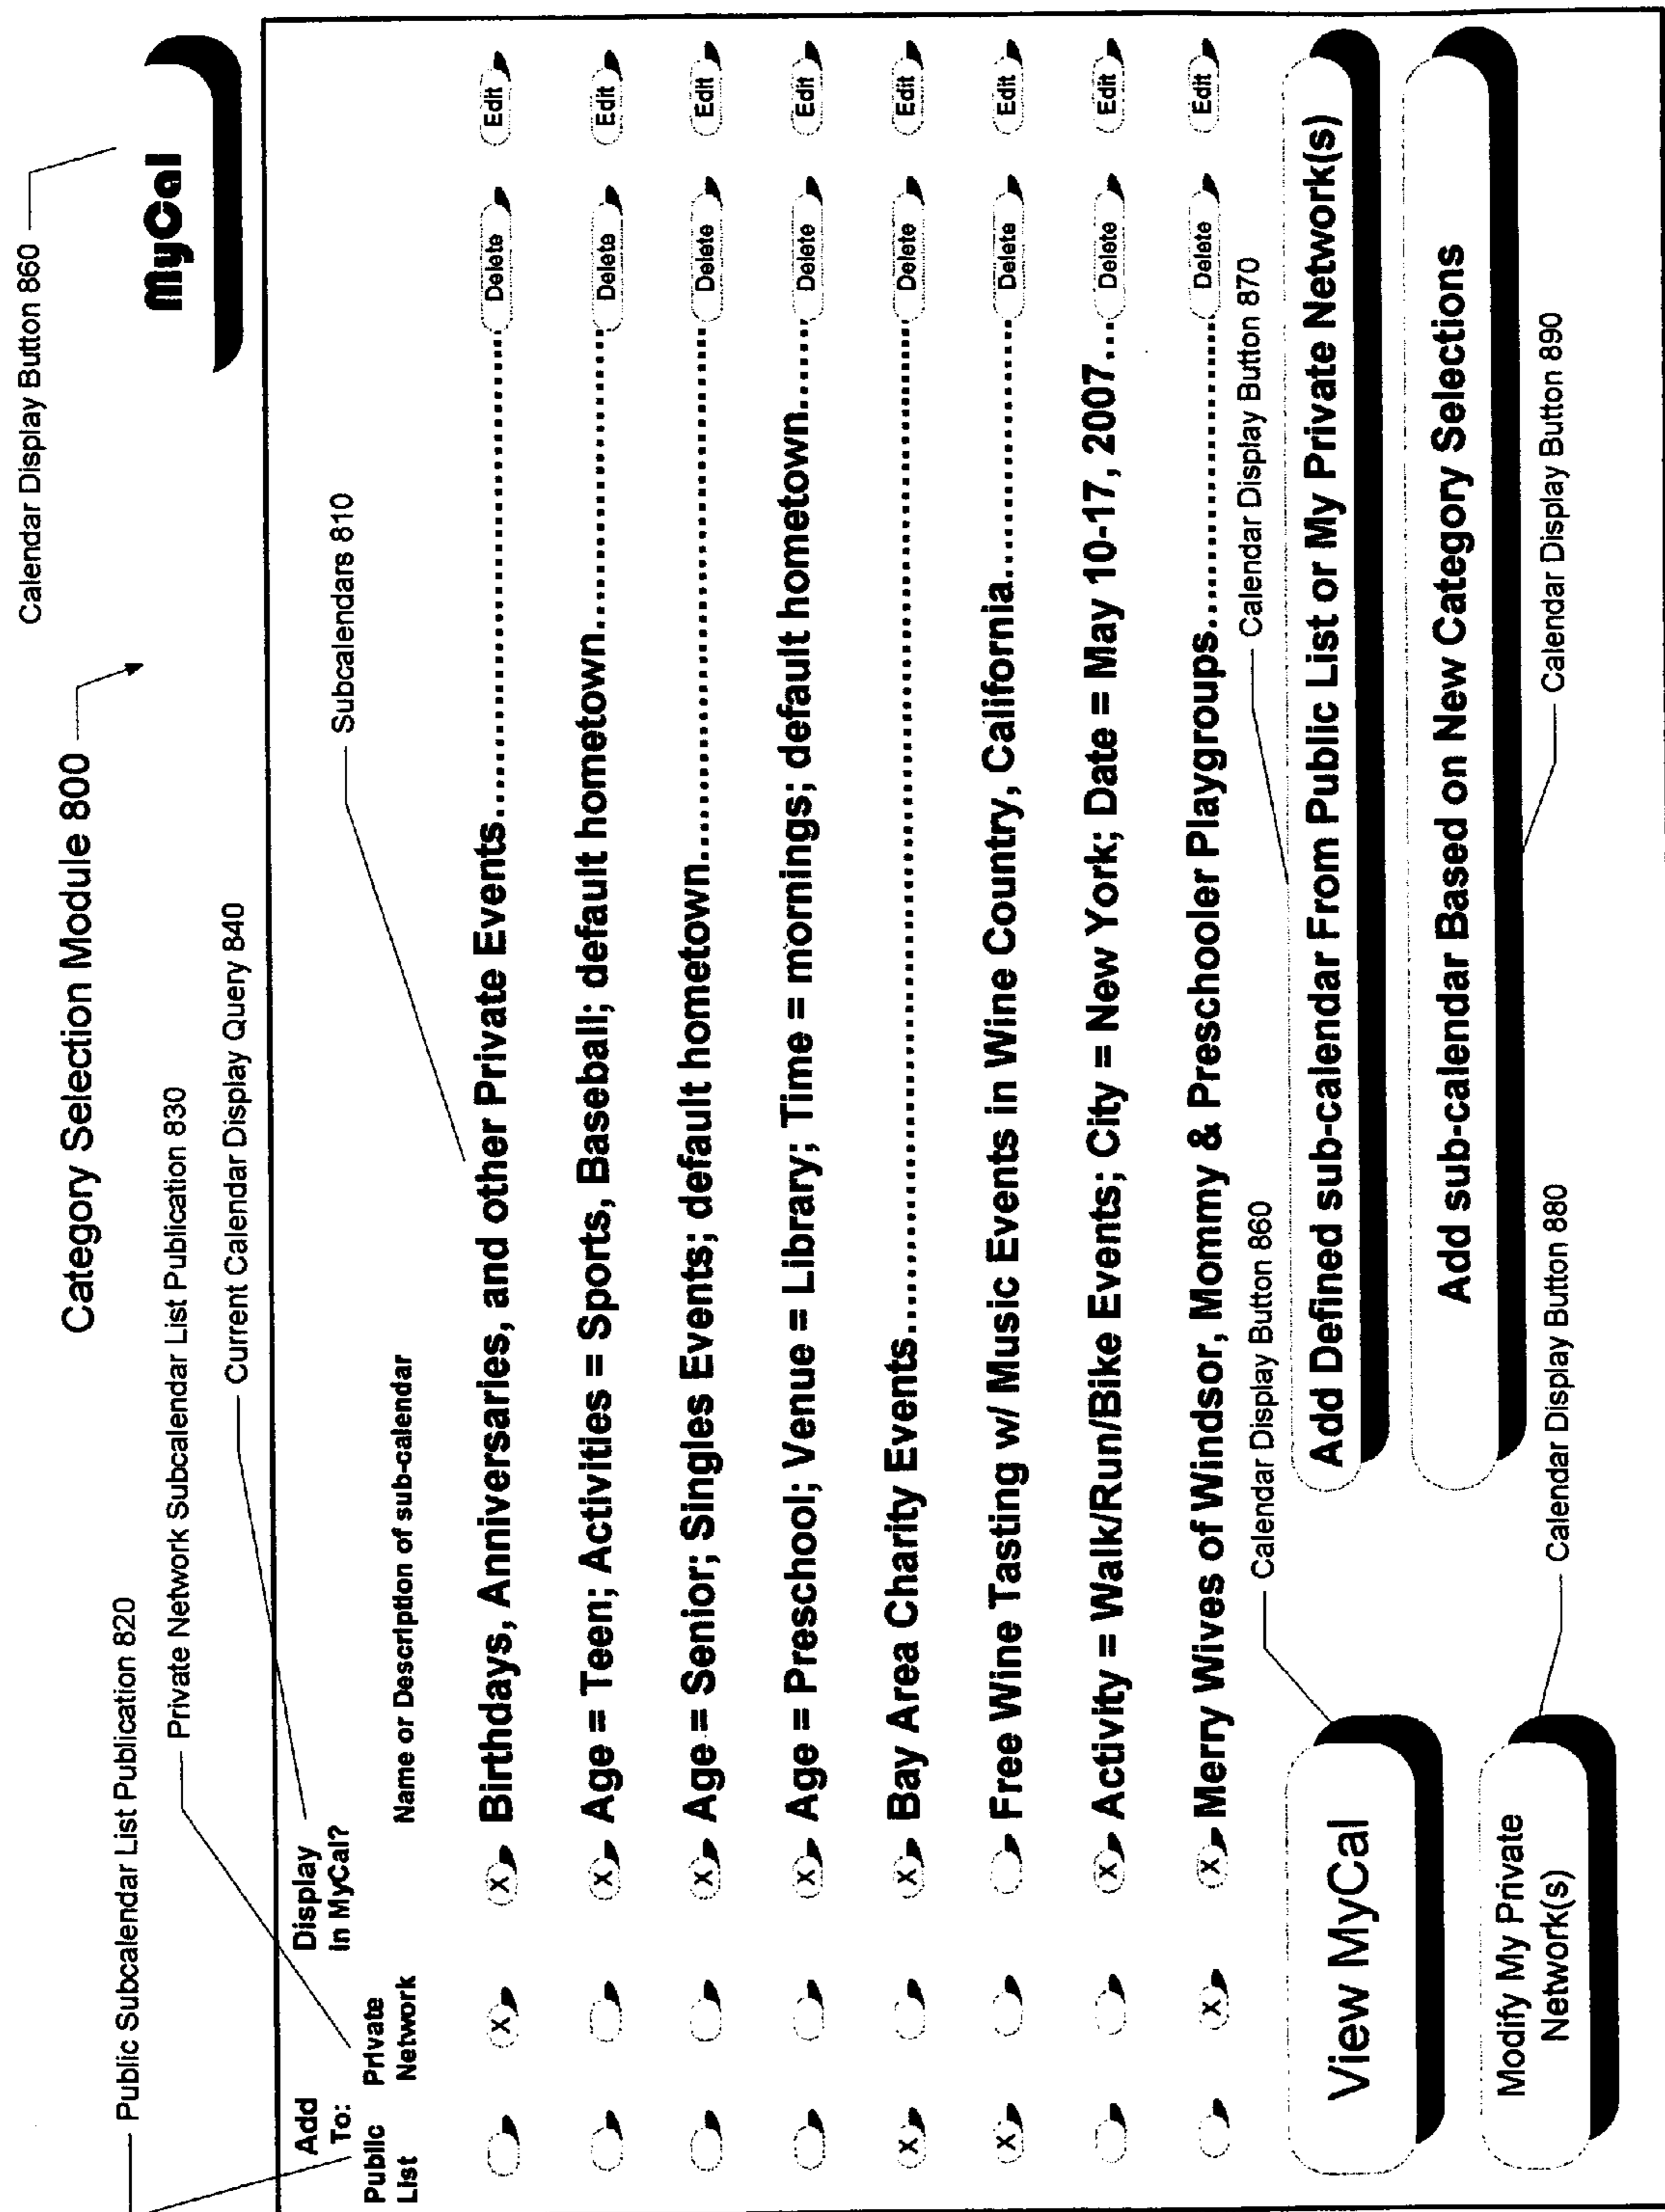 Calendar Display Button 860
Category Selection Module 800
MyCal
Public Subcalendar List Publication 820
Private Network Subcalendar List Publication 830
Current Calendar Display Query 840
Subcalendars 810
Add To:
Public List
Private Network
Display in MyCal?
Name or Description of sub-calendar
X X Birthdays, Anniversaries, and other Private Events Delete Edit
X Age = Teen; Activities = Sports, Baseball; default hometown Delete Edit
X Age = Senior; Singles Events; default hometown Delete Edit
X Age = Preschool; Venue = Library; Time = mornings; default hometown Delete Edit
X X Bay Area Charity Events Delete Edit
X Free Wine Tasting w/ Music Events in Wine Country, California Delete Edit
X Activity = Walk/Run/Bike Events; City = New York; Date = May 10-17, 2007 Delete Edit
X X Merry Wives of Windsor, Mommy & Preschooler Playgroups Delete Edit
Calendar Display Button 860
Calendar Display Button 870
View MyCal
Add Defined sub-calendar From Public List or My Private Network(s)
Modify My Private Network(s)
Add sub-calendar Based on New Category Selections
Calendar Display Button 880
Calendar Display Button 890